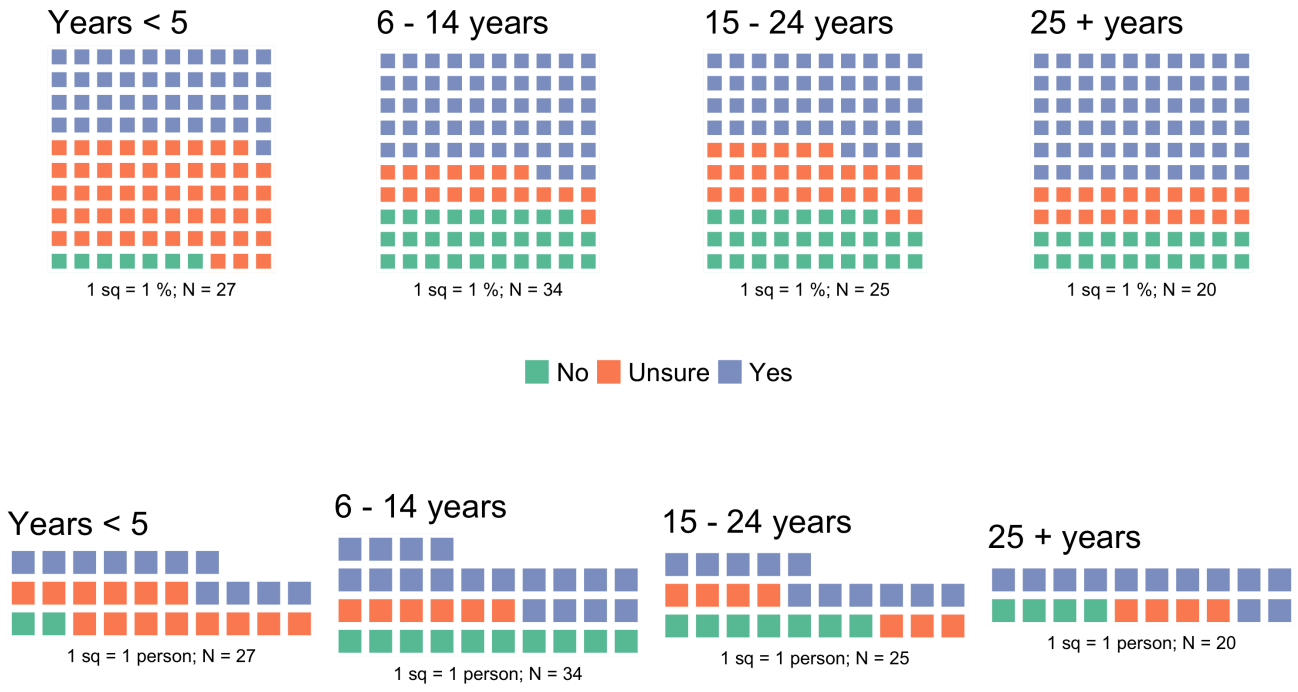 Years < 5
6 - 14 years
15 - 24 years
25 + years
1 sq = 1 %; N = 27
1 sq = 1 %; N = 34
1 sq = 1 %; N = 25
1 sq = 1 %; N = 20
No
Unsure
Yes
Years < 5
6 - 14 years
15 - 24 years
25 + years
1 sq = 1 person; N = 27
1 sq = 1 person; N = 34
1 sq = 1 person; N = 25
1 sq = 1 person; N = 20